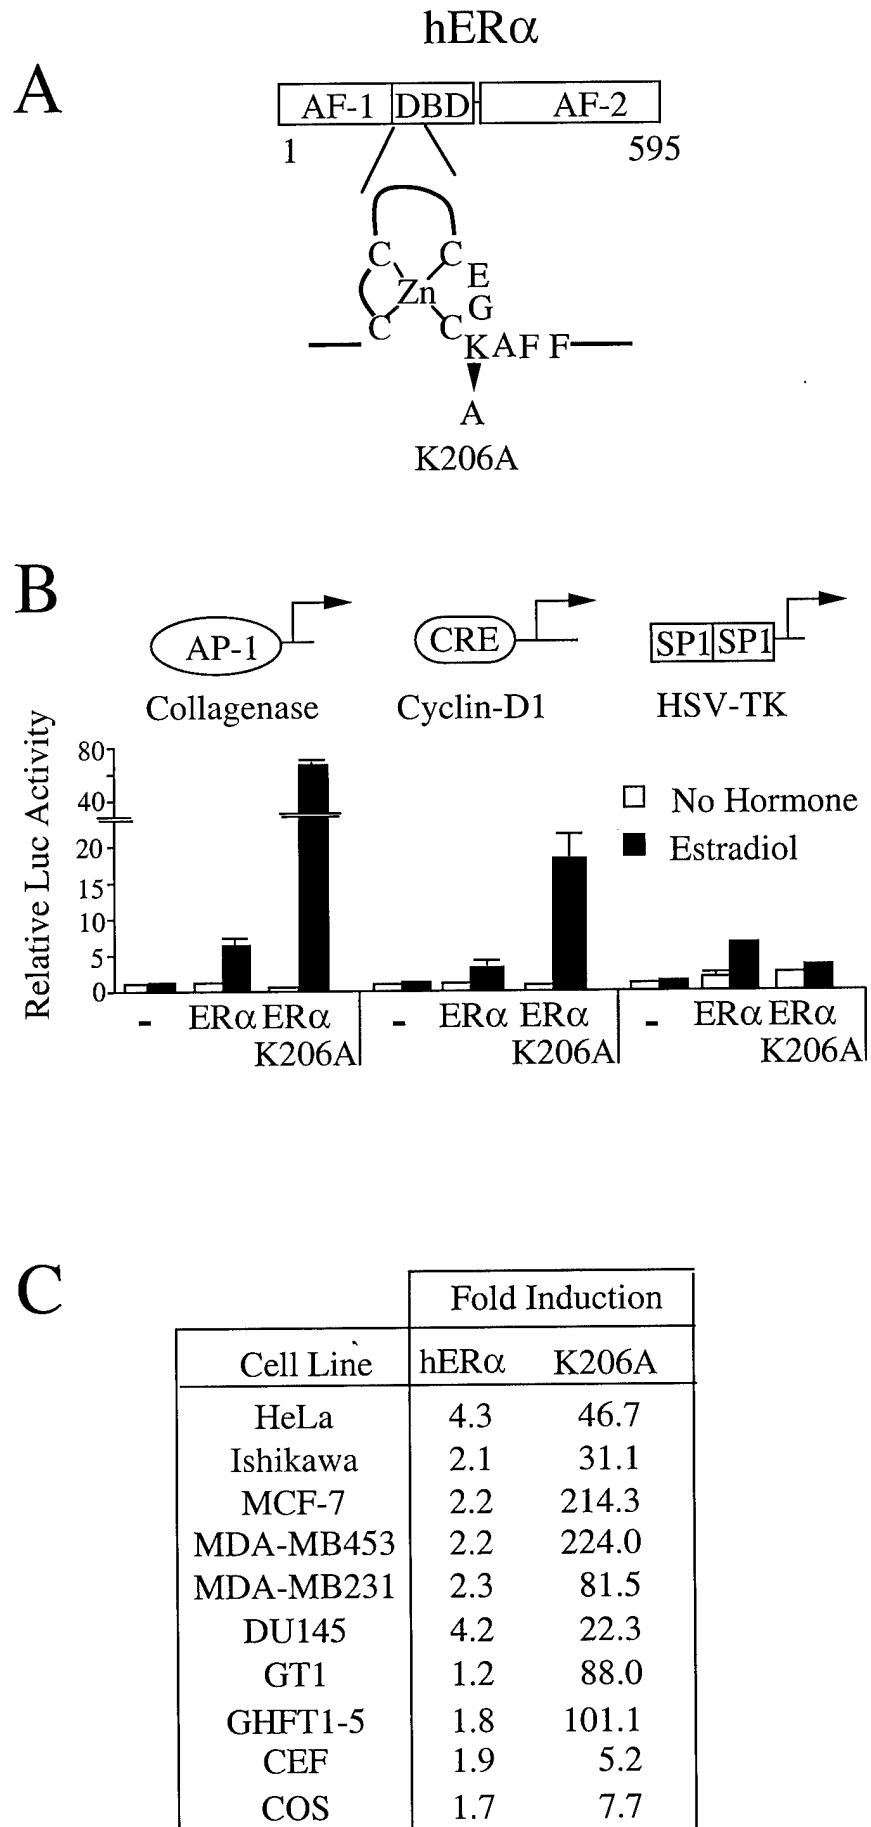 hERα
A
AF-1 DBD AF-2
1 595
C C E
Zn G
C C K A F F
A
K206A
B
AP-1 CRE SP1 SP1
Collagenase Cyclin-D1 HSV-TK
Relative Luc Activity
80
40
20
15
10
5
0
No Hormone
Estradiol
- ERα ERα K206A
- ERα ERα K206A
- ERα ERα K206A
C
Fold Induction
Cell Line hERα K206A
HeLa 4.3 46.7
Ishikawa 2.1 31.1
MCF-7 2.2 214.3
MDA-MB453 2.2 224.0
MDA-MB231 2.3 81.5
DU145 4.2 22.3
GT1 1.2 88.0
GHFT1-5 1.8 101.1
CEF 1.9 5.2
COS 1.7 7.7